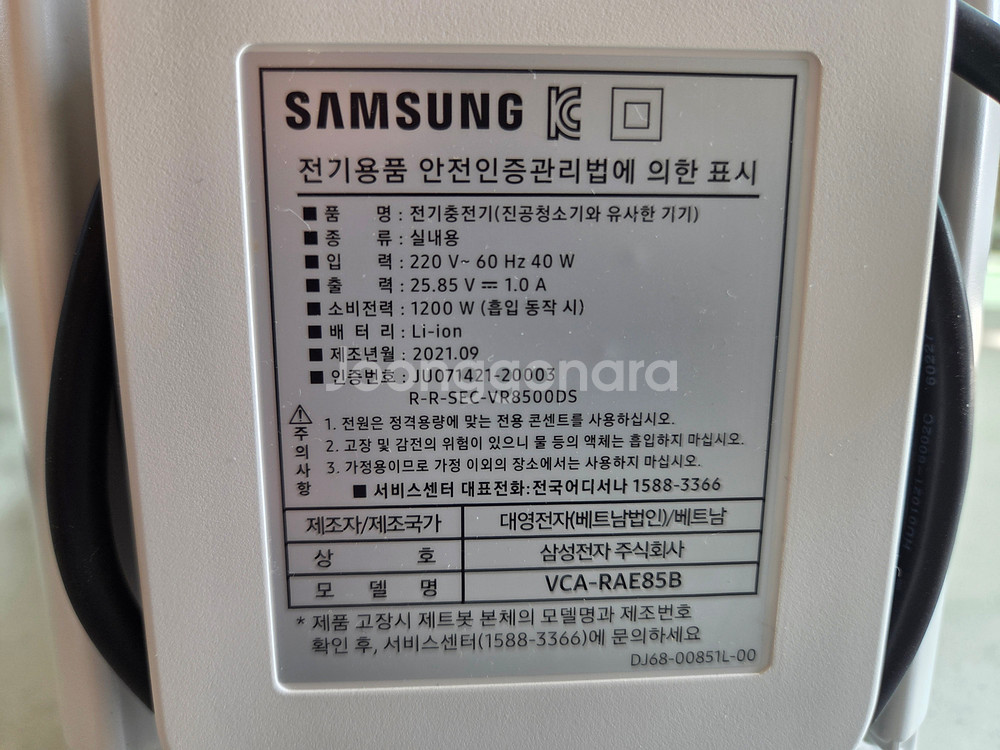 SAMSUNG
전기용품 안전인증관리법에 의한 표시
■ 품 명 : 전기충전기(진공청소기와 유사한 기기)
■ 종 류 : 실내용
■ 입 력 : 220 V~ 60 Hz 40 W
■ 출 력 : 25.85 V ⎓ 1.0 A
■ 소비전력 : 1200 W (흡입 동작 시)
■ 배 터 리 : Li-ion
■ 제조년월 : 2021.09
Joonggonara
■ 인증번호 : JU071421-20003
R-R-SEC-VR8500DS
주의사항
1. 전원은 정격용량에 맞는 전용 콘센트를 사용하십시오.
2. 고장 및 감전의 위험이 있으니 물 등의 액체는 흡입하지 마십시오.
3. 가정용이므로 가정 이외의 장소에서는 사용하지 마십시오.
■ 서비스센터 대표전화:전국어디서나 1588-3366
제조자/제조국가 대영전자(베트남법인)/베트남
상 호 삼성전자 주식회사
모 델 명 VCA-RAE85B
* 제품 고장시 제트봇 본체의 모델명과 제조번호
확인 후, 서비스센터(1588-3366)에 문의하세요
DJ68-00851L-00